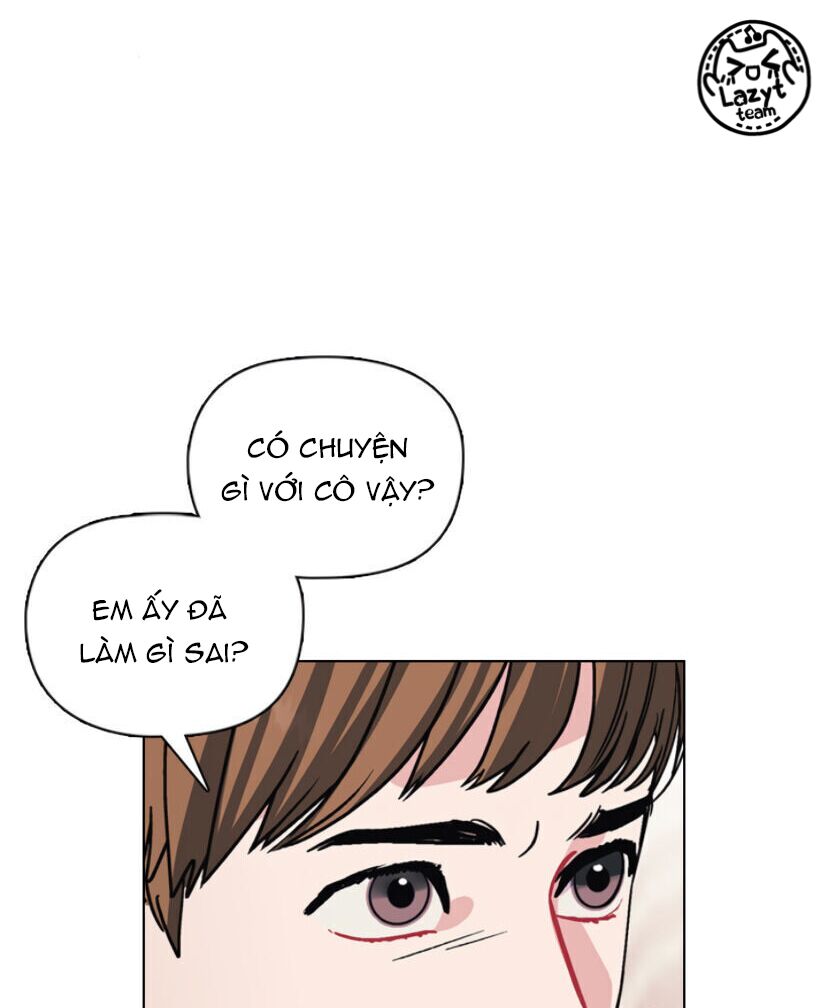 Lazyt
team
CÓ CHUYỆN
GÌ VỚI CÔ VẬY?
EM ẤY ĐÃ
LÀM GÌ SAI?